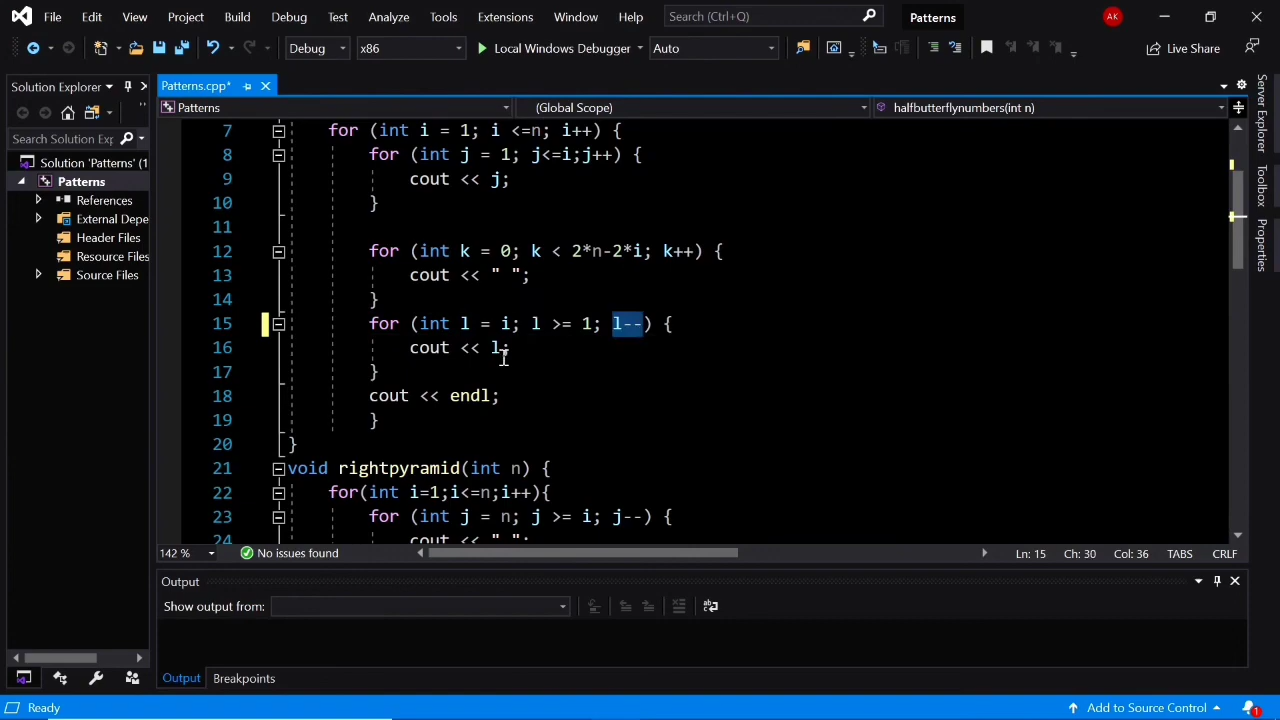 File Edit View Project Build Debug Test Analyze Tools Extensions Window Help Search (Ctrl+Q) Patterns AK
Debug x86 Local Windows Debugger Auto Live Share
Solution Explorer Patterns.cpp*
Patterns (Global Scope) halfbutterflynumbers(int n)
Search Solution Exp
Solution 'Patterns' (1
Patterns
References
External Depe
Header Files
Resource Files
Source Files
7 for (int i = 1; i <=n; i++) {
8 for (int j = 1; j<=i;j++) {
9 cout << j;
10 }
11
12 for (int k = 0; k < 2*n-2*i; k++) {
13 cout << " ";
14 }
15 for (int l = i; l >= 1; l--) {
16 cout << l;
17 }
18 cout << endl;
19 }
20 }
21 void rightpyramid(int n) {
22 for(int i=1;i<=n;i++){
23 for (int j = n; j >= i; j--) {
24 cout << " ";
Server Explorer
Toolbox
Properties
142 % No issues found Ln: 15 Ch: 30 Col: 36 TABS CRLF
Output
Show output from:
Output Breakpoints
Ready Add to Source Control 1